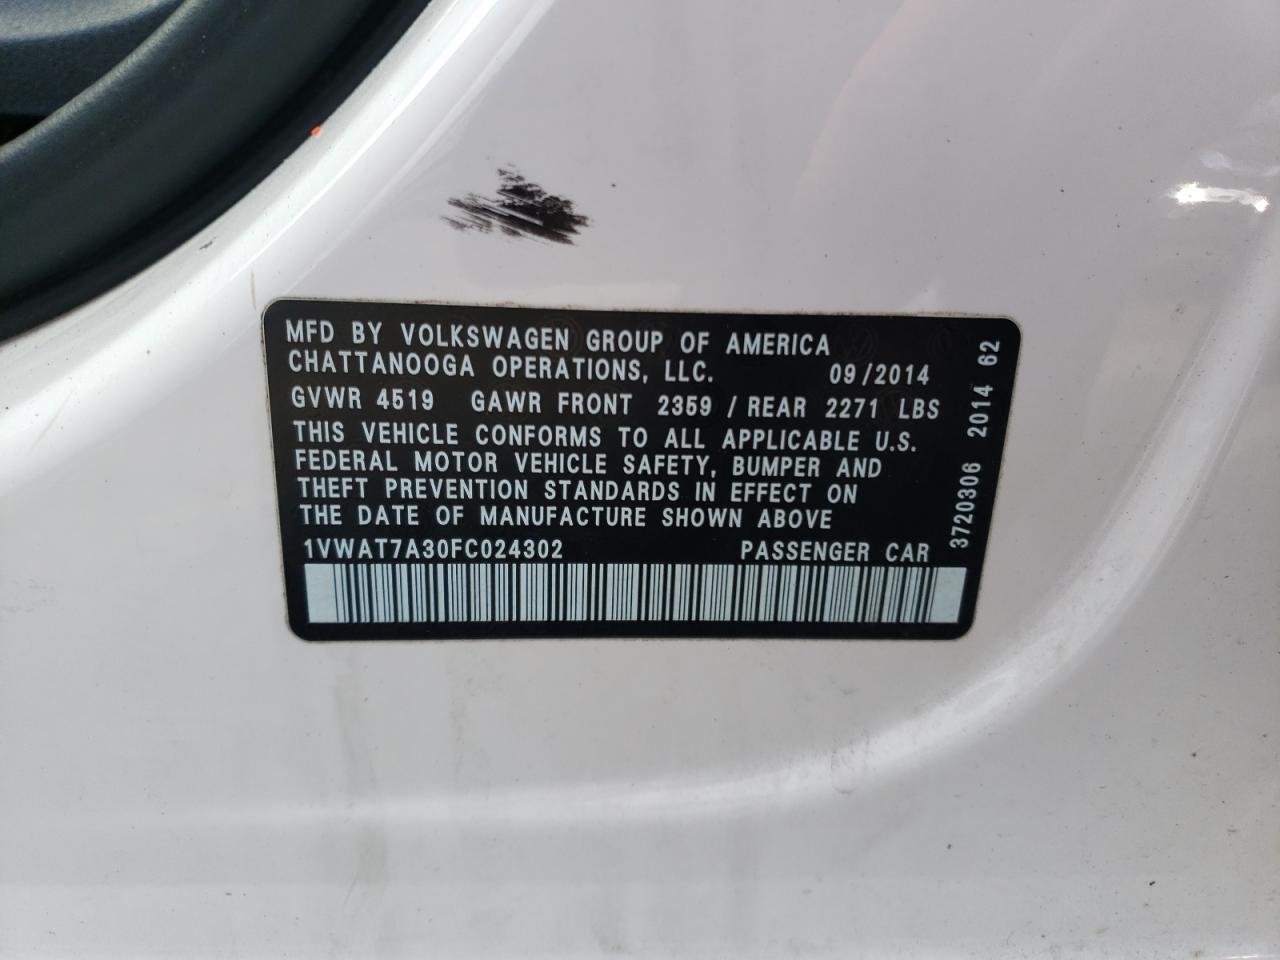 MFD BY VOLKSWAGEN GROUP OF AMERICA
CHATTANOOGA OPERATIONS, LLC. 09/2014
GVWR 4519 GAWR FRONT 2359 / REAR 2271 LBS
THIS VEHICLE CONFORMS TO ALL APPLICABLE U.S.
FEDERAL MOTOR VEHICLE SAFETY, BUMPER AND
THEFT PREVENTION STANDARDS IN EFFECT ON
THE DATE OF MANUFACTURE SHOWN ABOVE
1VWAT7A30FC024302 PASSENGER CAR
3720306 2014 62